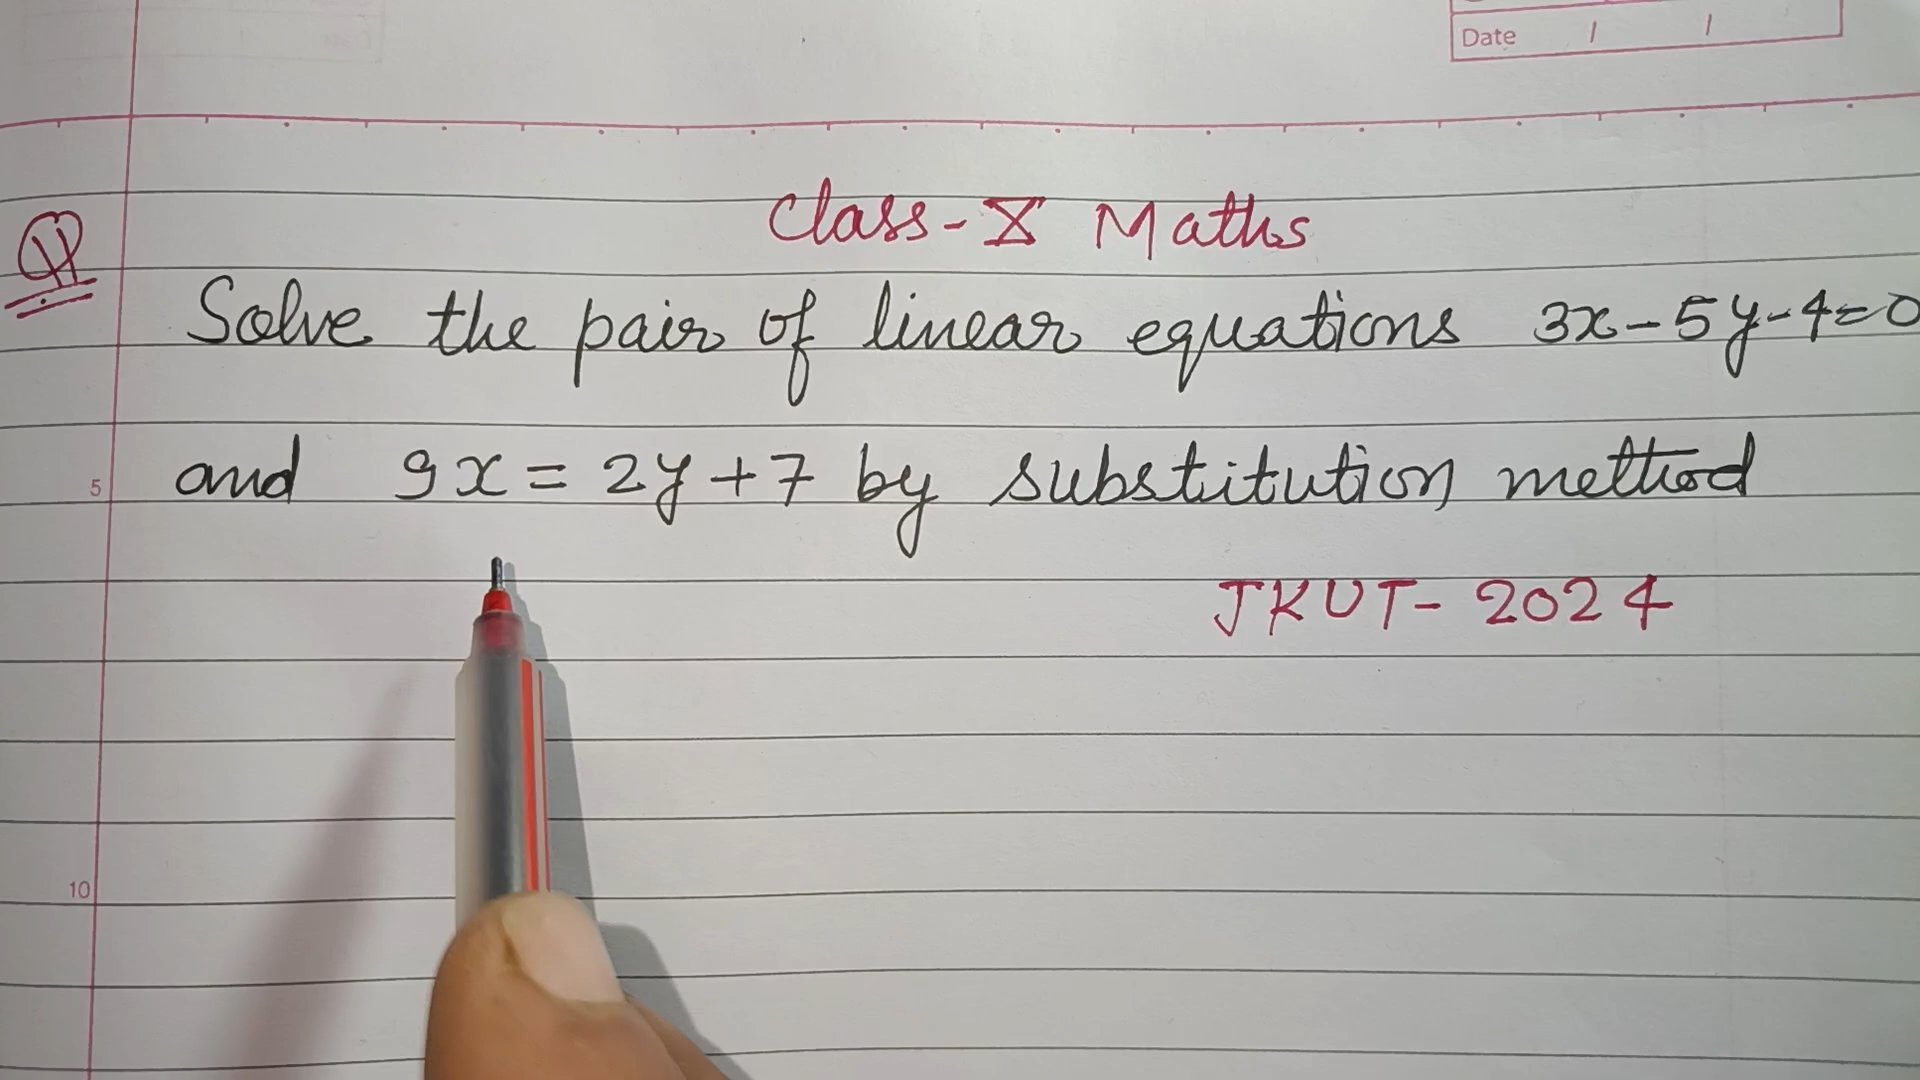 Date / /
Class-X Maths
Q
Solve the pair of linear equations 3x-5y-4=0
and 9x = 2y+7 by substitution method
5
JKUT- 2024
10